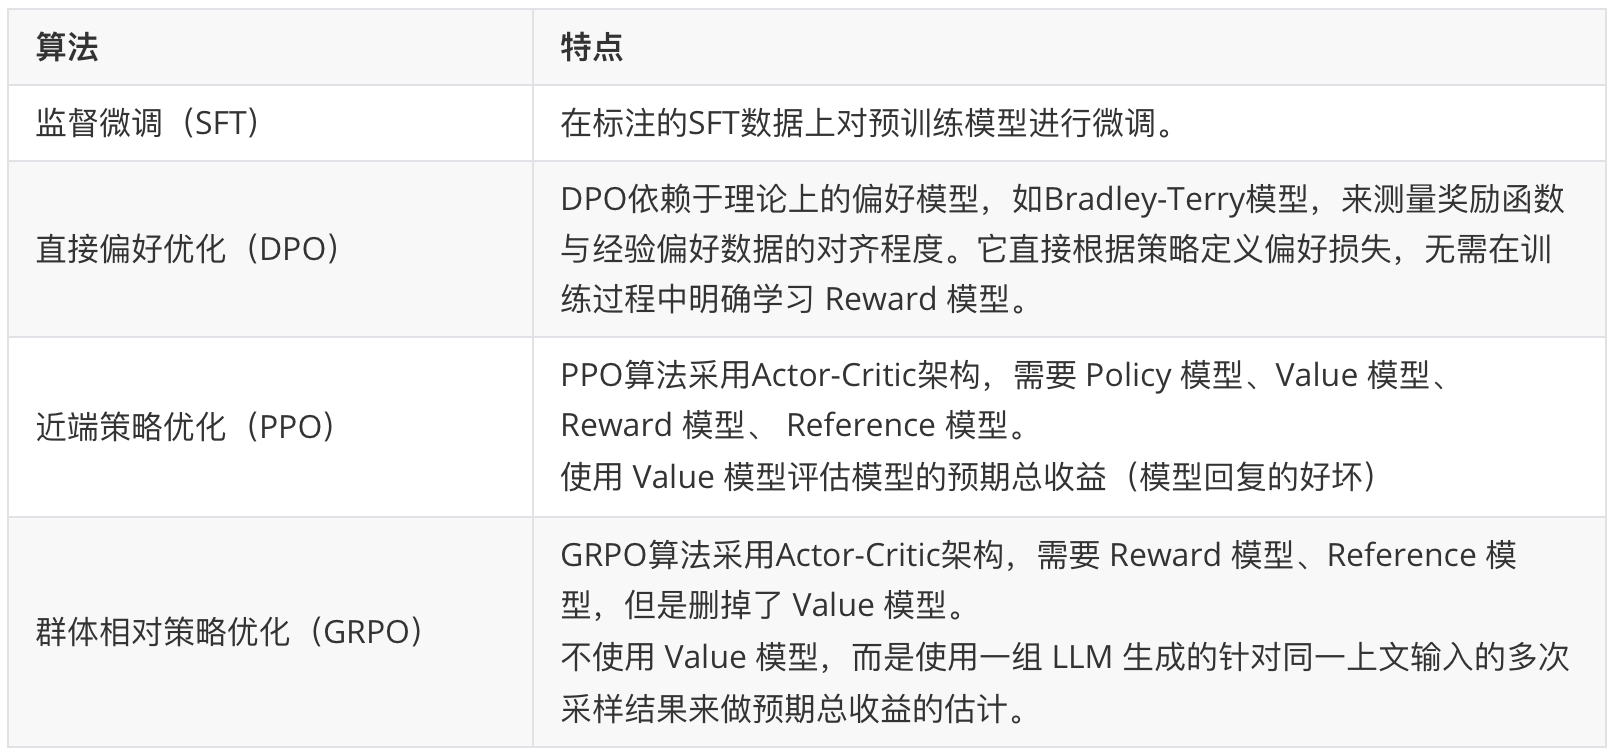 算法
特点
监督微调（SFT）
在标注的SFT数据上对预训练模型进行微调。
直接偏好优化（DPO）
DPO依赖于理论上的偏好模型，如Bradley-Terry模型，来测量奖励函数
与经验偏好数据的对齐程度。它直接根据策略定义偏好损失，无需在训
练过程中明确学习 Reward 模型。
近端策略优化（PPO）
PPO算法采用Actor-Critic架构，需要 Policy 模型、Value 模型、
Reward 模型、 Reference 模型。
使用 Value 模型评估模型的预期总收益（模型回复的好坏）
群体相对策略优化（GRPO）
GRPO算法采用Actor-Critic架构，需要 Reward 模型、Reference 模
型，但是删掉了 Value 模型。
不使用 Value 模型，而是使用一组 LLM 生成的针对同一上文输入的多次
采样结果来做预期总收益的估计。